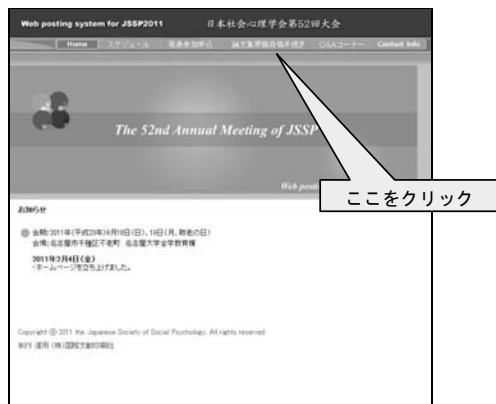 Web posting system for JSSP2011 日本社会心理学会第52回大会
Home スケジュール 発表参加申込 論文集原稿投稿手続き Q&Aコーナー Contact Info
The 52nd Annual Meeting of JSSP
Web post
ここをクリック
お知らせ
会期:2011年(平成23年)9月18日(日),19日(月、敬老の日)
会場:名古屋市千種区不老町 名古屋大学全学教育棟
2011年2月4日(金)
・ホームページを立ち上げました。
Copyright @ 2011 the Japanese Society of Social Psychology. All rights reserved
制作 運用 (株)国際文献印刷社